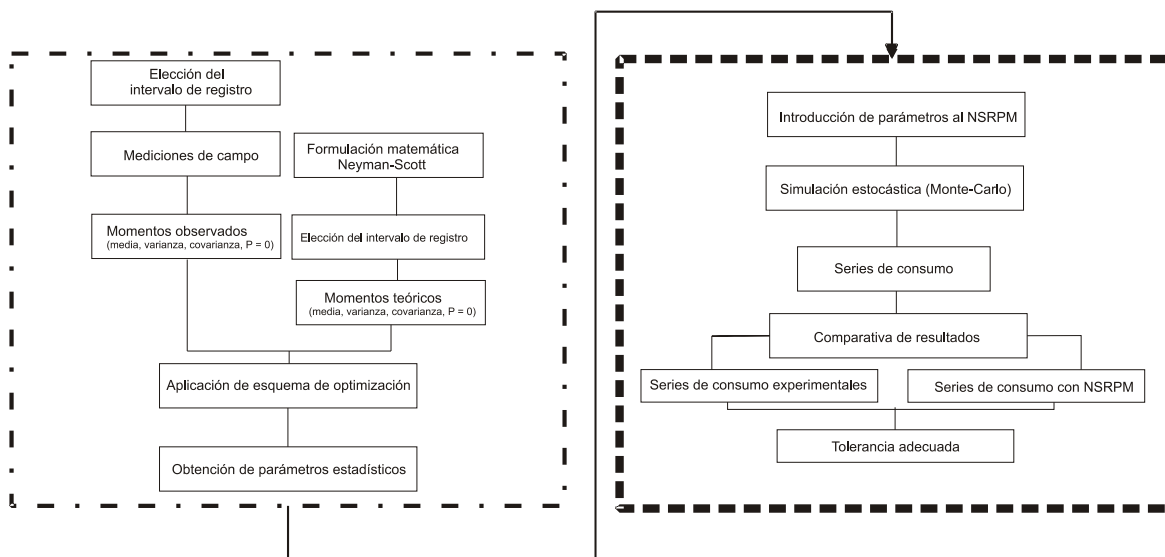 Elección del
intervalo de registro
Mediciones de campo
Formulación matemática
Neyman-Scott
Momentos observados
(media, varianza, covarianza, P = 0)
Elección del intervalo de registro
Momentos teóricos
(media, varianza, covarianza, P = 0)
Aplicación de esquema de optimización
Obtención de parámetros estadísticos
Introducción de parámetros al NSRPM
Simulación estocástica (Monte-Carlo)
Series de consumo
Comparativa de resultados
Series de consumo experimentales
Series de consumo con NSRPM
Tolerancia adecuada